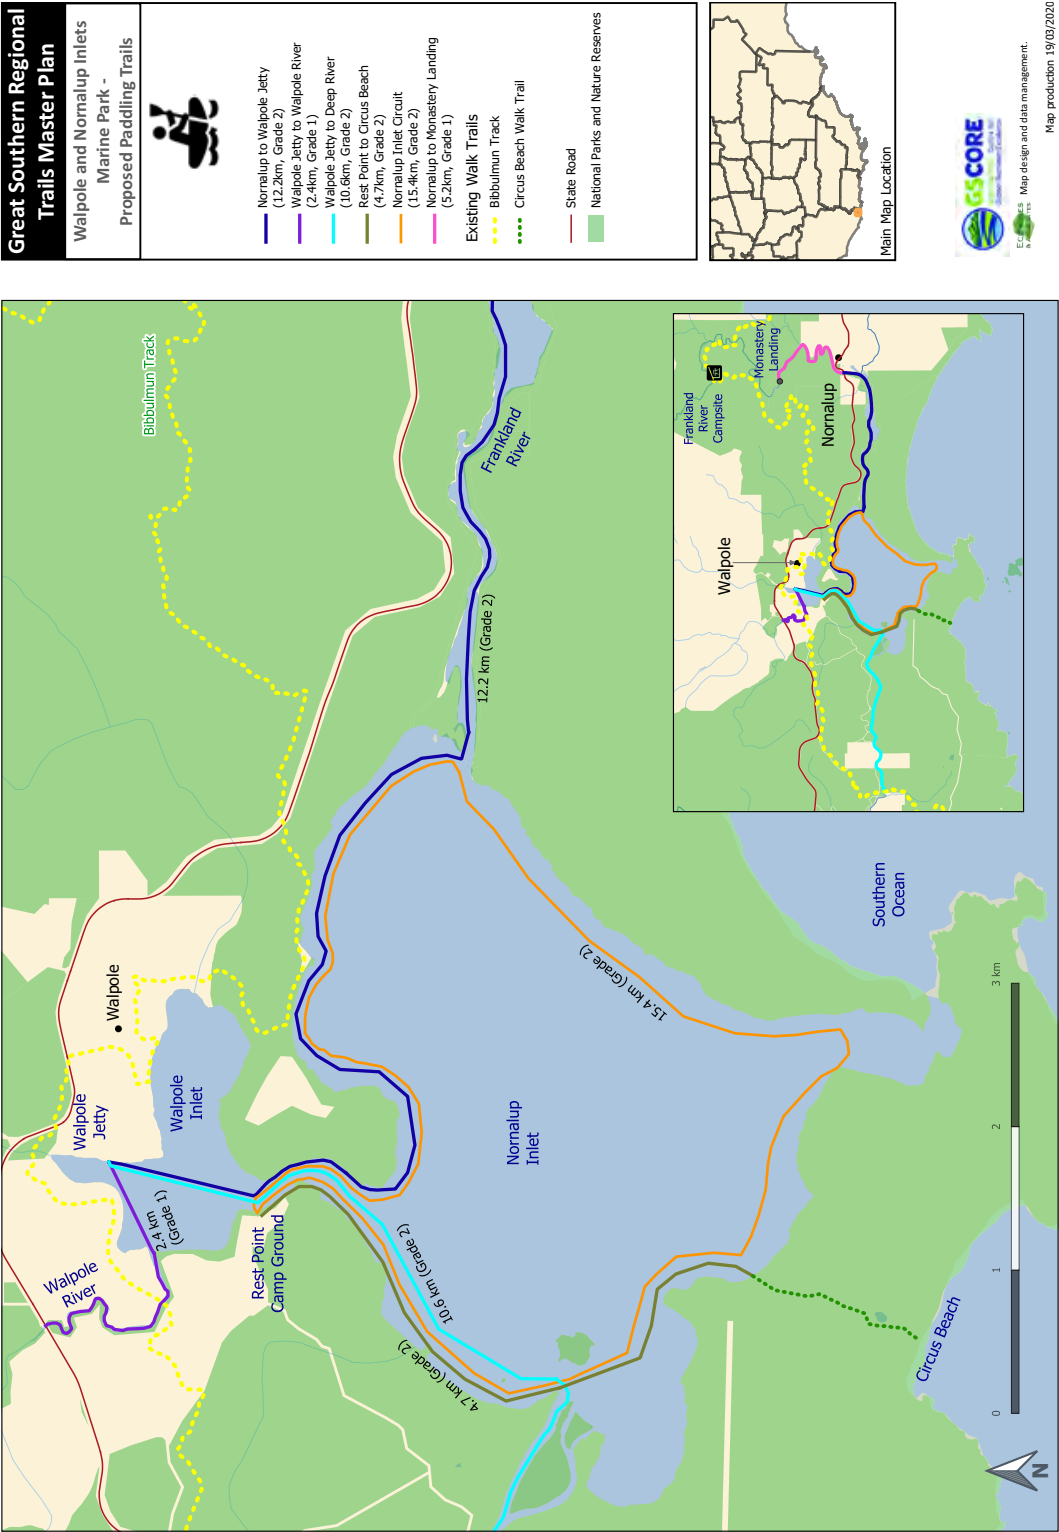 Great Southern Regional
Trails Master Plan
Walpole and Nornalup Inlets
Marine Park -
Proposed Paddling Trails
Nornalup to Walpole Jetty
(12.2km, Grade 2)
Walpole Jetty to Walpole River
(2.4km, Grade 1)
Walpole Jetty to Deep River
(10.6km, Grade 2)
Rest Point to Circus Beach
(4.7km, Grade 2)
Nornalup Inlet Circuit
(15.4km, Grade 2)
Nornalup to Monastery Landing
(5.2km, Grade 1)
Existing Walk Trails
Bibbulmun Track
Circus Beach Walk Trail
State Road
National Parks and Nature Reserves
Main Map Location
GSCORE
Map design and data management.
Map production 19/03/2020
Walpole
River
2.4 km
(Grade 1)
Walpole
Jetty
Walpole
Walpole
Inlet
Rest Point
Camp Ground
Bibbulmun Track
Frankland
River
12.2 km (Grade 2)
10.6 km (Grade 2)
4.7 km (Grade 2)
Nornalup
Inlet
15.4 km (Grade 2)
Southern
Ocean
Circus Beach
0
1
2
3 km
N
Walpole
Frankland
River
Campsite
Monastery
Landing
Nornalup